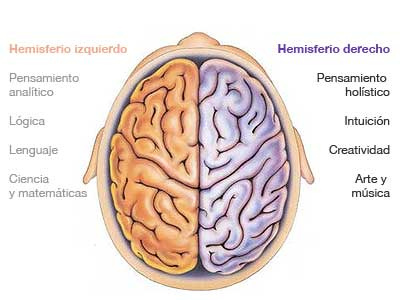 Hemisferio izquierdo
Pensamiento
analítico
Lógica
Lenguaje
Ciencia
y matemáticas
Hemisferio derecho
Pensamiento
holístico
Intuición
Creatividad
Arte y
música